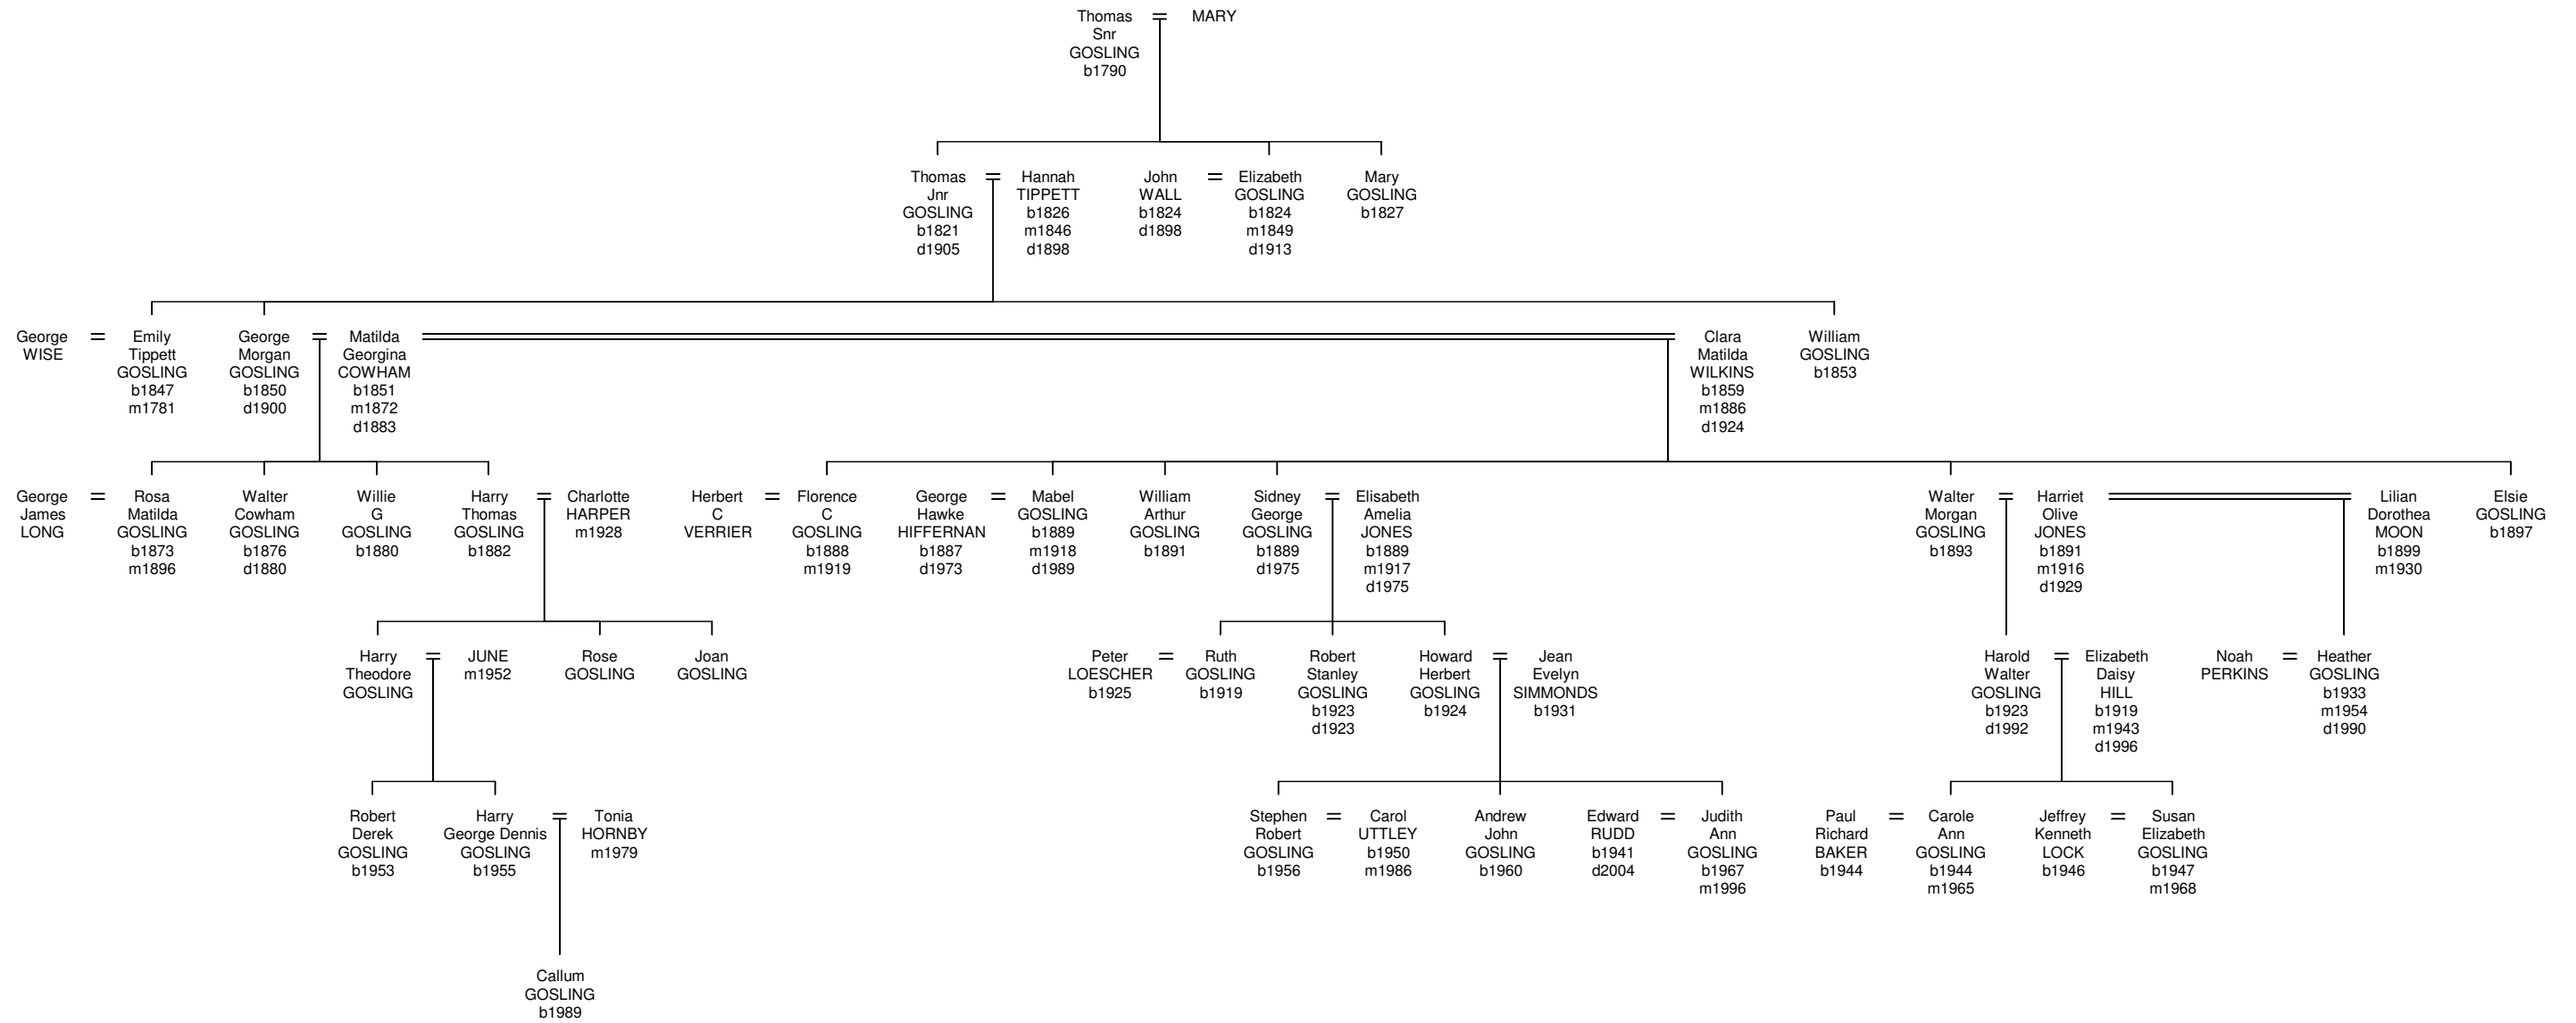 Thomas
Snr
GOSLING
b1790
MARY
Thomas
Jnr
GOSLING
b1821
d1905
Hannah
TIPPETT
b1826
m1846
d1898
John
WALL
b1824
d1898
Elizabeth
GOSLING
b1824
m1849
d1913
Mary
GOSLING
b1827
George
WISE
Emily
Tippett
GOSLING
b1847
m1781
George
Morgan
GOSLING
b1850
d1900
Matilda
Georgina
COWHAM
b1851
m1872
d1883
Clara
Matilda
WILKINS
b1859
m1886
d1924
William
GOSLING
b1853
George
James
LONG
Rosa
Matilda
GOSLING
b1873
m1896
Walter
Cowham
GOSLING
b1876
d1880
Willie
G
GOSLING
b1880
Harry
Thomas
GOSLING
b1882
Charlotte
HARPER
m1928
Herbert
C
VERRIER
Florence
C
GOSLING
b1888
m1919
George
Hawke
HIFFERNAN
b1887
d1973
Mabel
GOSLING
b1889
m1918
d1989
William
Arthur
GOSLING
b1891
Sidney
George
GOSLING
b1889
d1975
Elisabeth
Amelia
JONES
b1889
m1917
d1975
Walter
Morgan
GOSLING
b1893
Harriet
Olive
JONES
b1891
m1916
d1929
Lilian
Dorothea
MOON
b1899
m1930
Elsie
GOSLING
b1897
Harry
Theodore
GOSLING
JUNE
m1952
Rose
GOSLING
Joan
GOSLING
Peter
LOESCHER
b1925
Ruth
GOSLING
b1919
Robert
Stanley
GOSLING
b1923
d1923
Howard
Herbert
GOSLING
b1924
Jean
Evelyn
SIMMONDS
b1931
Harold
Walter
GOSLING
b1923
d1992
Elizabeth
Daisy
HILL
b1919
m1943
d1996
Noah
PERKINS
Heather
GOSLING
b1933
m1954
d1990
Robert
Derek
GOSLING
b1953
Harry
George Dennis
GOSLING
b1955
Tonia
HORNBY
m1979
Stephen
Robert
GOSLING
b1956
Carol
UTTLEY
b1950
m1986
Andrew
John
GOSLING
b1960
Edward
RUDD
b1941
d2004
Judith
Ann
GOSLING
b1967
m1996
Paul
Richard
BAKER
b1944
Carole
Ann
GOSLING
b1944
m1965
Jeffrey
Kenneth
LOCK
b1946
Susan
Elizabeth
GOSLING
b1947
m1968
Callum
GOSLING
b1989